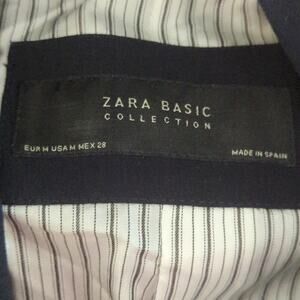 ZARA BASIC
COLLECTION
EUR M USA M MEX 28
MADE IN SPAIN